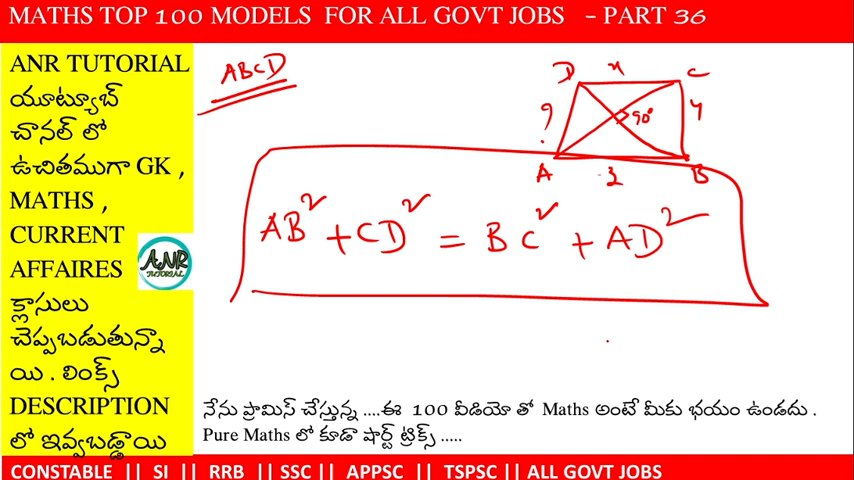 MATHS TOP 100 MODELS FOR ALL GOVT JOBS - PART 36
ANR TUTORIAL
యూట్యూబ్
చానల్ లో
ఉచితముగా GK ,
MATHS ,
CURRENT
AFFAIRES
క్లాసులు
చెప్పబడుతున్నా
యి . లింక్స్
DESCRIPTION
లో ఇవ్వబడ్డాయి
ANR
TUTORIAL
ABCD
D x C
? 90° y
A z B
AB² + CD² = BC² + AD²
నేను ప్రామిస్ చేస్తున్న ....ఈ 100 వీడియో తో Maths అంటే మీకు భయం ఉండదు .
Pure Maths లో కూడా షార్ట్ ట్రిక్స్ .....
CONSTABLE || SI || RRB || SSC || APPSC || TSPSC || ALL GOVT JOBS